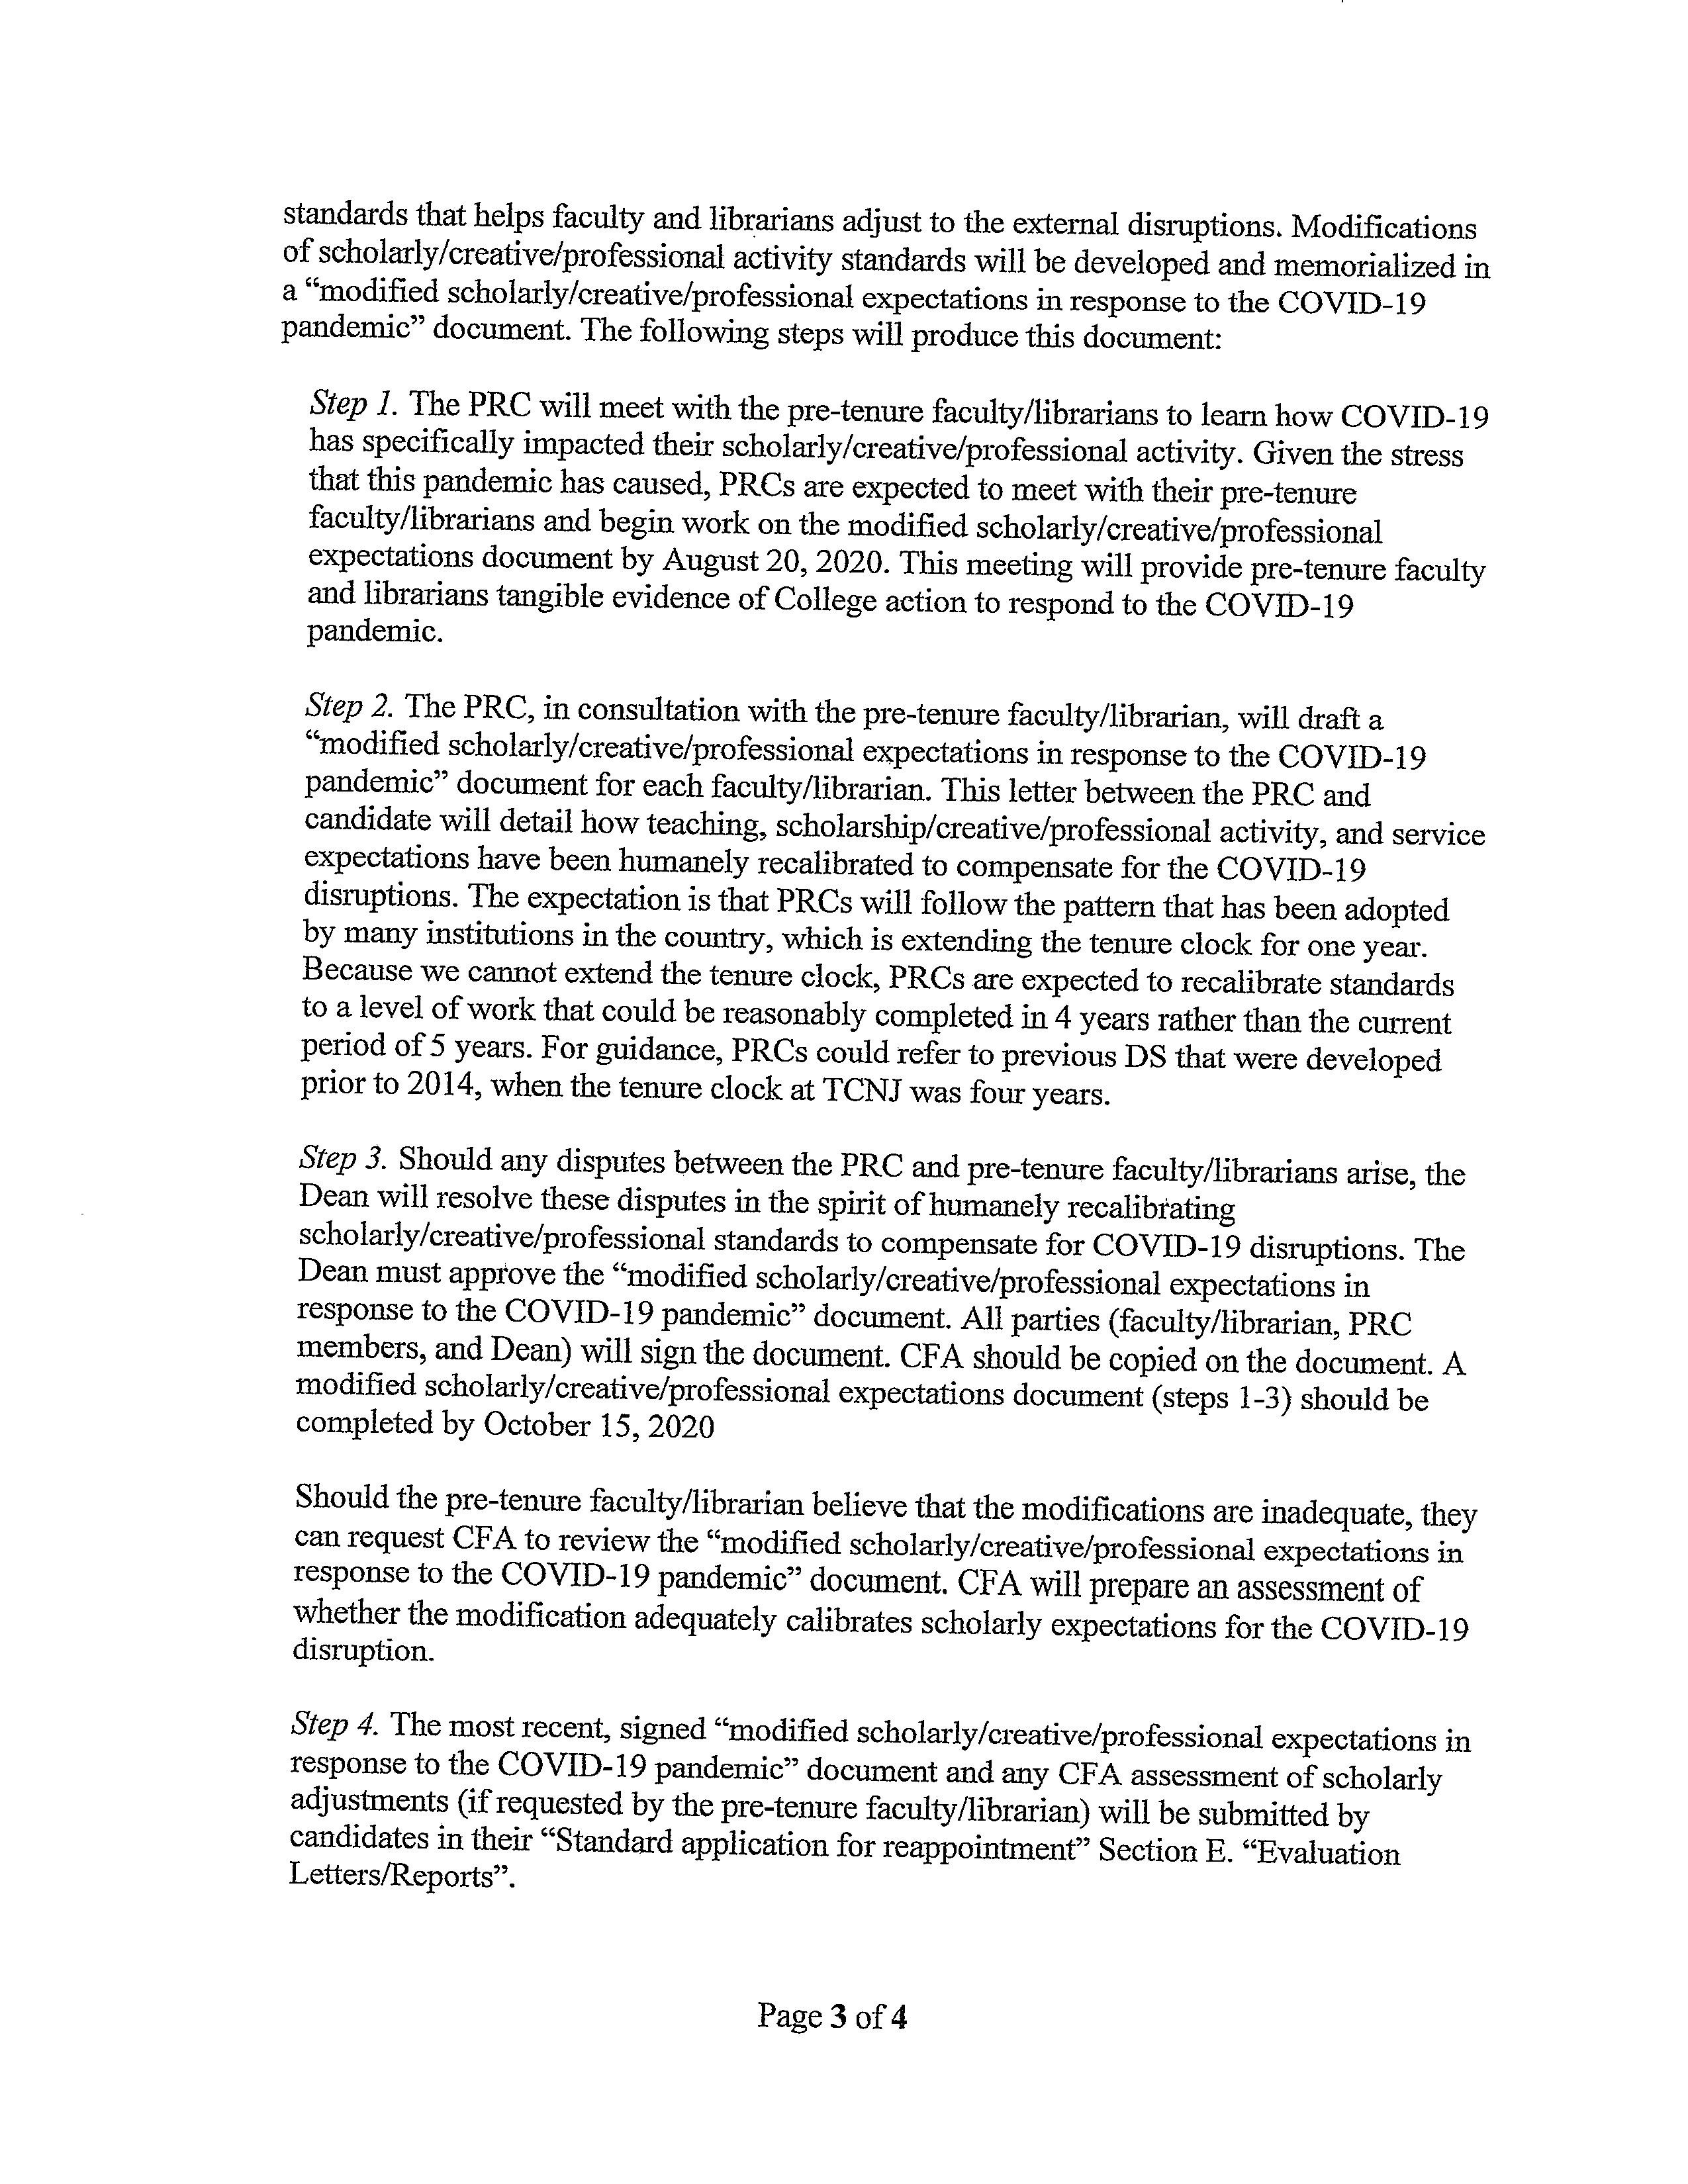 standards that helps faculty and librarians adjust to the external disruptions. Modifications
of scholarly/creative/professional activity standards will be developed and memorialized in
a “modified scholarly/creative/professional expectations in response to the COVID-19
pandemic” document. The following steps will produce this document:
Step 1. The PRC will meet with the pre-tenure faculty/librarians to learn how COVID-19
has specifically impacted their scholarly/creative/professional activity. Given the stress
that this pandemic has caused, PRCs are expected to meet with their pre-tenure
faculty/librarians and begin work on the modified scholarly/creative/professional
expectations document by August 20, 2020. This meeting will provide pre-tenure faculty
and librarians tangible evidence of College action to respond to the COVID-19
pandemic.
Step 2. The PRC, in consultation with the pre-tenure faculty/librarian, will draft a
“modified scholarly/creative/professional expectations in response to the COVID-19
pandemic” document for each faculty/librarian. This letter between the PRC and
candidate will detail how teaching, scholarship/creative/professional activity, and service
expectations have been humanely recalibrated to compensate for the COVID-19
disruptions. The expectation is that PRCs will follow the pattern that has been adopted
by many institutions in the country, which is extending the tenure clock for one year.
Because we cannot extend the tenure clock, PRCs are expected to recalibrate standards
to a level of work that could be reasonably completed in 4 years rather than the current
period of 5 years. For guidance, PRCs could refer to previous DS that were developed
prior to 2014, when the tenure clock at TCNJ was four years.
Step 3. Should any disputes between the PRC and pre-tenure faculty/librarians arise, the
Dean will resolve these disputes in the spirit of humanely recalibrating
scholarly/creative/professional standards to compensate for COVID-19 disruptions. The
Dean must approve the “modified scholarly/creative/professional expectations in
response to the COVID-19 pandemic” document. All parties (faculty/librarian, PRC
members, and Dean) will sign the document. CFA should be copied on the document. A
modified scholarly/creative/professional expectations document (steps 1-3) should be
completed by October 15, 2020
Should the pre-tenure faculty/librarian believe that the modifications are inadequate, they
can request CFA to review the “modified scholarly/creative/professional expectations in
response to the COVID-19 pandemic” document. CFA will prepare an assessment of
whether the modification adequately calibrates scholarly expectations for the COVID-19
disruption.
Step 4. The most recent, signed “modified scholarly/creative/professional expectations in
response to the COVID-19 pandemic” document and any CFA assessment of scholarly
adjustments (if requested by the pre-tenure faculty/librarian) will be submitted by
candidates in their “Standard application for reappointment” Section E. “Evaluation
Letters/Reports”.
Page 3 of 4